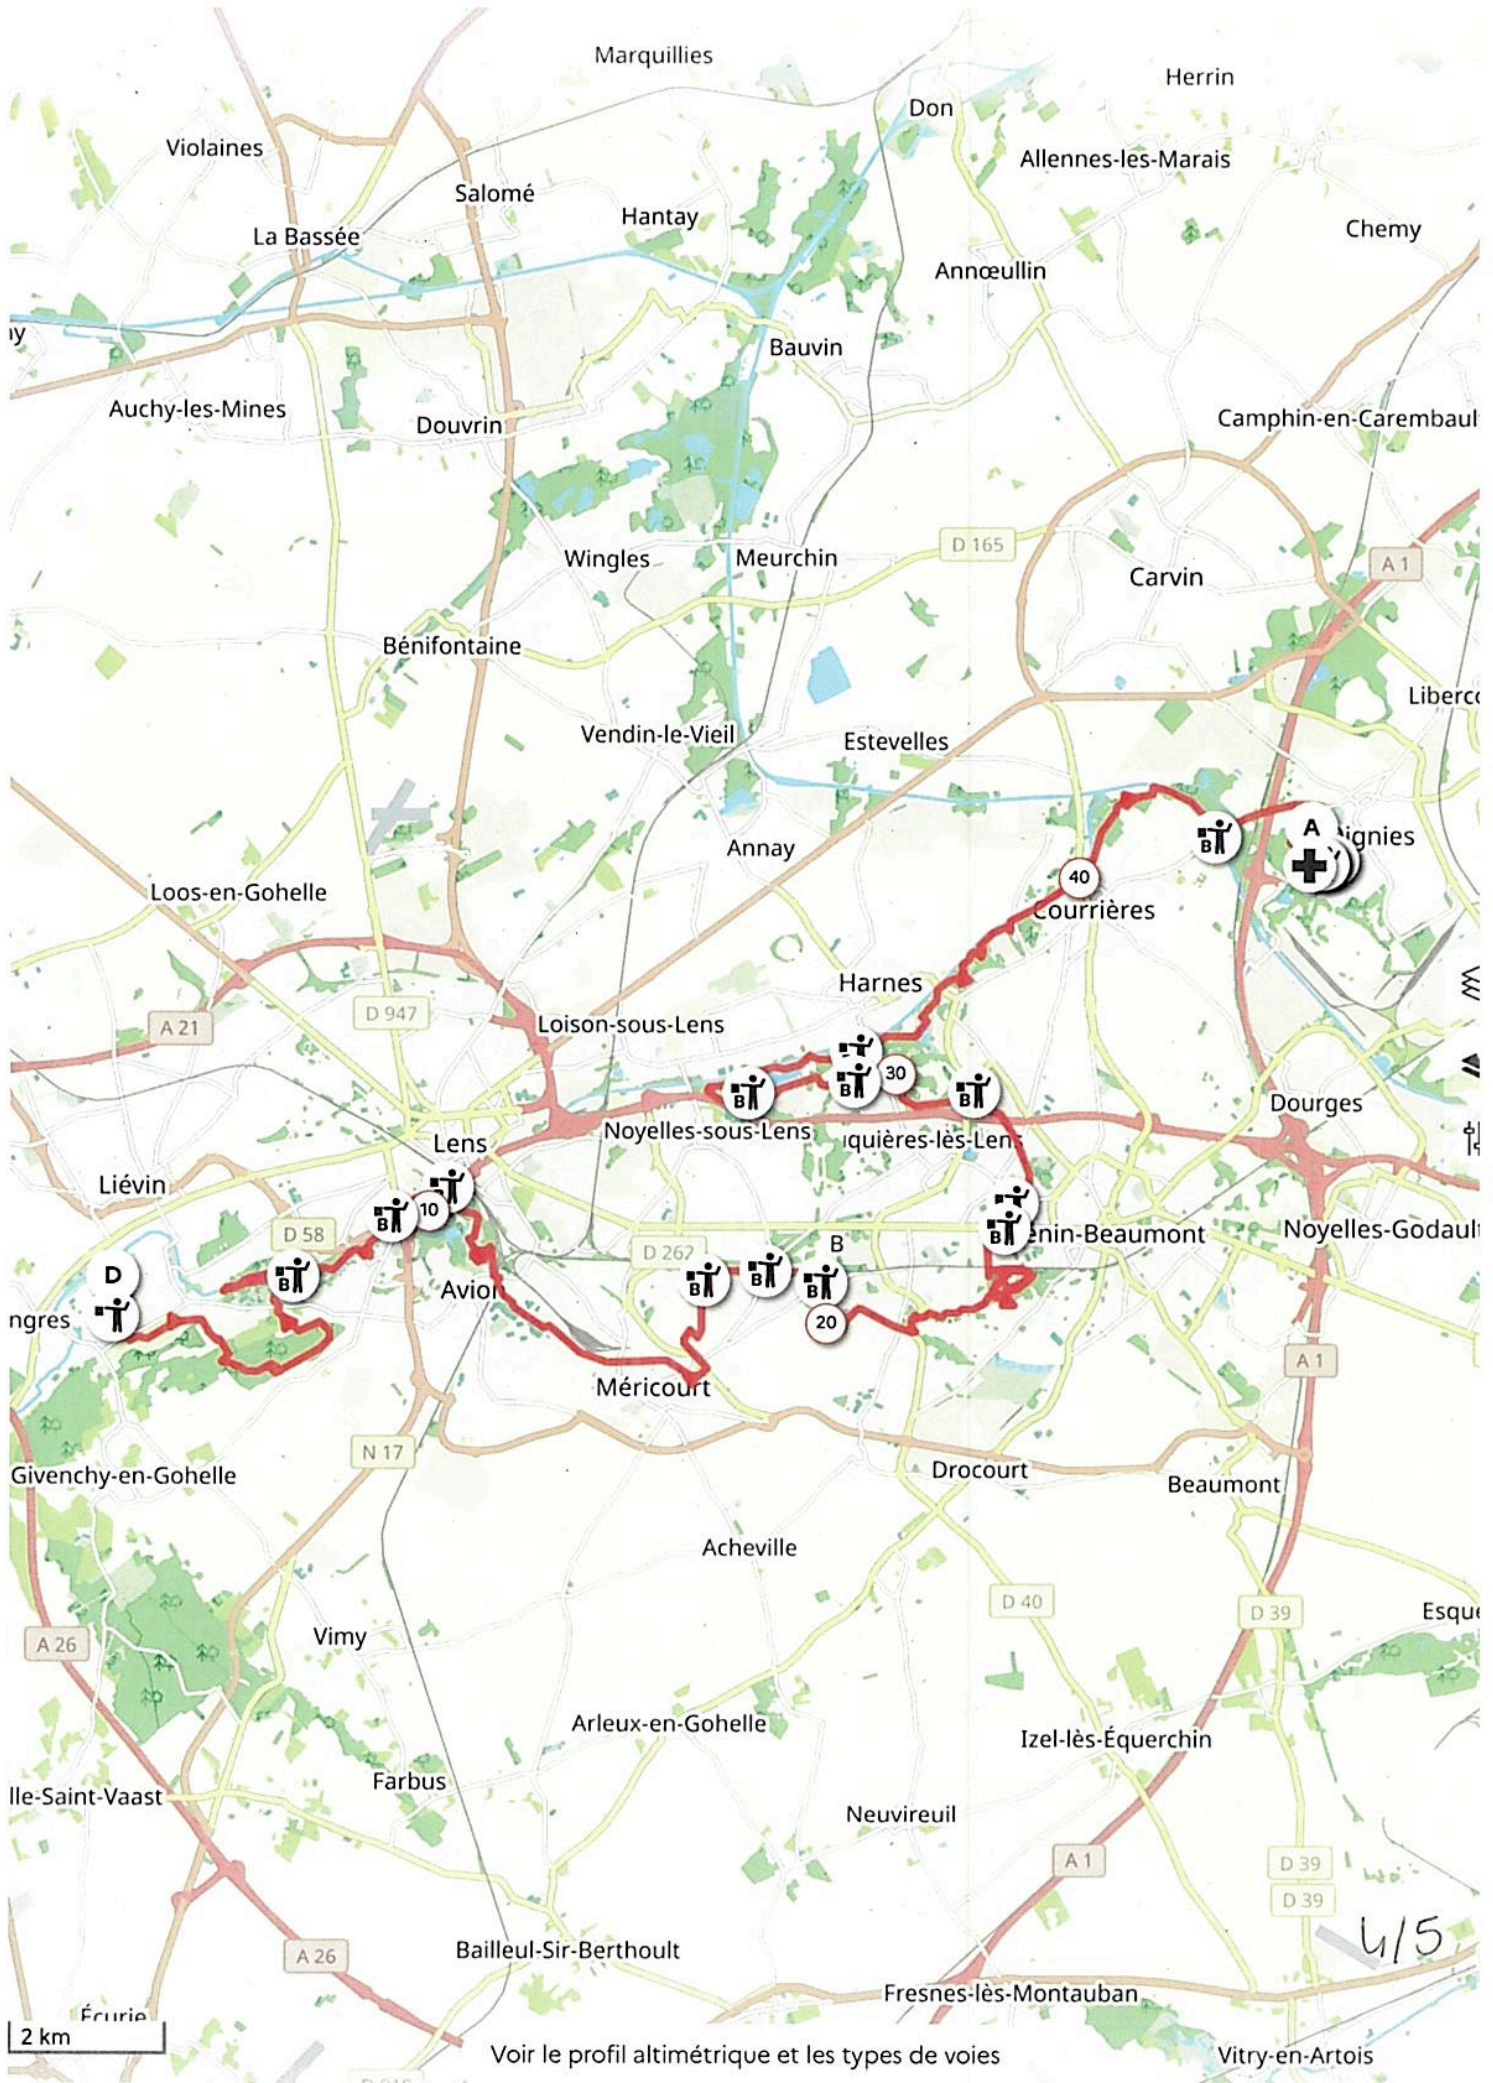 Marquillies
Herrin
Don
Violaines
Allennes-les-Marais
Salomé
Hantay
Chemy
La Bassée
Annœullin
ny
Bauvin
Auchy-les-Mines
Camphin-en-Carembault
Douvrin
D 165
Wingles
Meurchin
A 1
Carvin
Bénifontaine
Vendin-le-Vieil
Estevelles
A
ignies
B
Annay
40
Loos-en-Gohelle
Courrières
Harnes
D 947
A 21
Loison-sous-Lens
30
B
B
B
Dourges
Noyelles-sous-Lens
quières-lès-Lens
Lens
Liévin
10
B
D 58
B
énin-Beaumont
Noyelles-Godault
D 262
B
D
B
B
B
B
Avion
ngres
20
A 1
Méricourt
N 17
Givenchy-en-Gohelle
Drocourt
Beaumont
Acheville
D 40
D 39
Esque
A 26
Vimy
Arleux-en-Gohelle
Izel-lès-Équerchin
Farbus
lle-Saint-Vaast
Neuvireuil
A 1
D 39
D 39
4/5
A 26
Bailleul-Sir-Berthoult
Fresnes-lès-Montauban
Écurie
2 km
Voir le profil altimétrique et les types de voies
Vitry-en-Artois